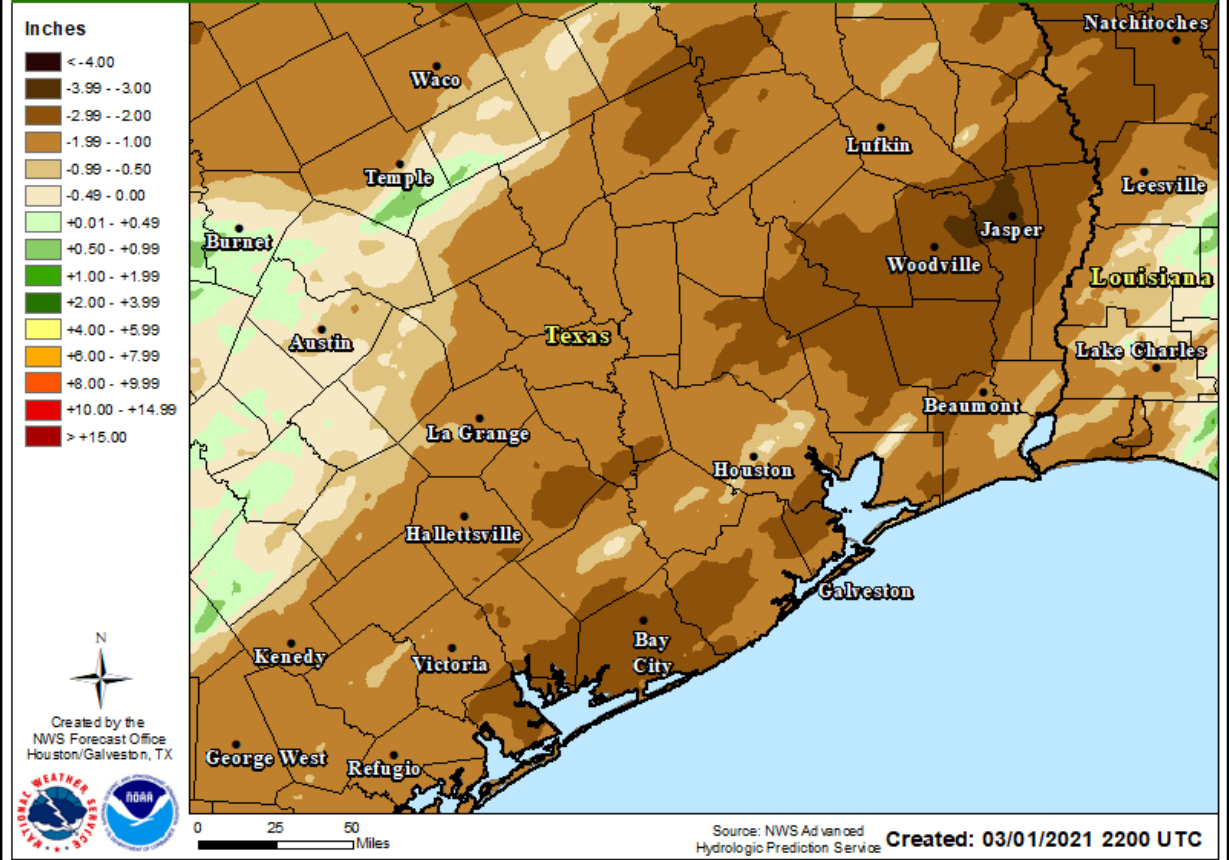 Inches
< -4.00
-3.99 - -3.00
-2.99 - -2.00
-1.99 - -1.00
-0.99 - -0.50
-0.49 - 0.00
+0.01 - +0.49
+0.50 - +0.99
+1.00 - +1.99
+2.00 - +3.99
+4.00 - +5.99
+6.00 - +7.99
+8.00 - +9.99
+10.00 - +14.99
> +15.00
Natchitoches
Waco
Lufkin
Temple
Leesville
Burnet
Jasper
Woodville
Louisiana
Austin
Texas
Lake Charles
Beaumont
La Grange
Houston
Hallettsville
Galveston
Bay
City
Kenedy
Victoria
George West
Refugio
N
Created by the
NWS Forecast Office
Houston/Galveston, TX
NATIONAL WEATHER SERVICE
NOAA
0 25 50
Miles
Source: NWS Advanced
Hydrologic Prediction Service
Created: 03/01/2021 2200 UTC